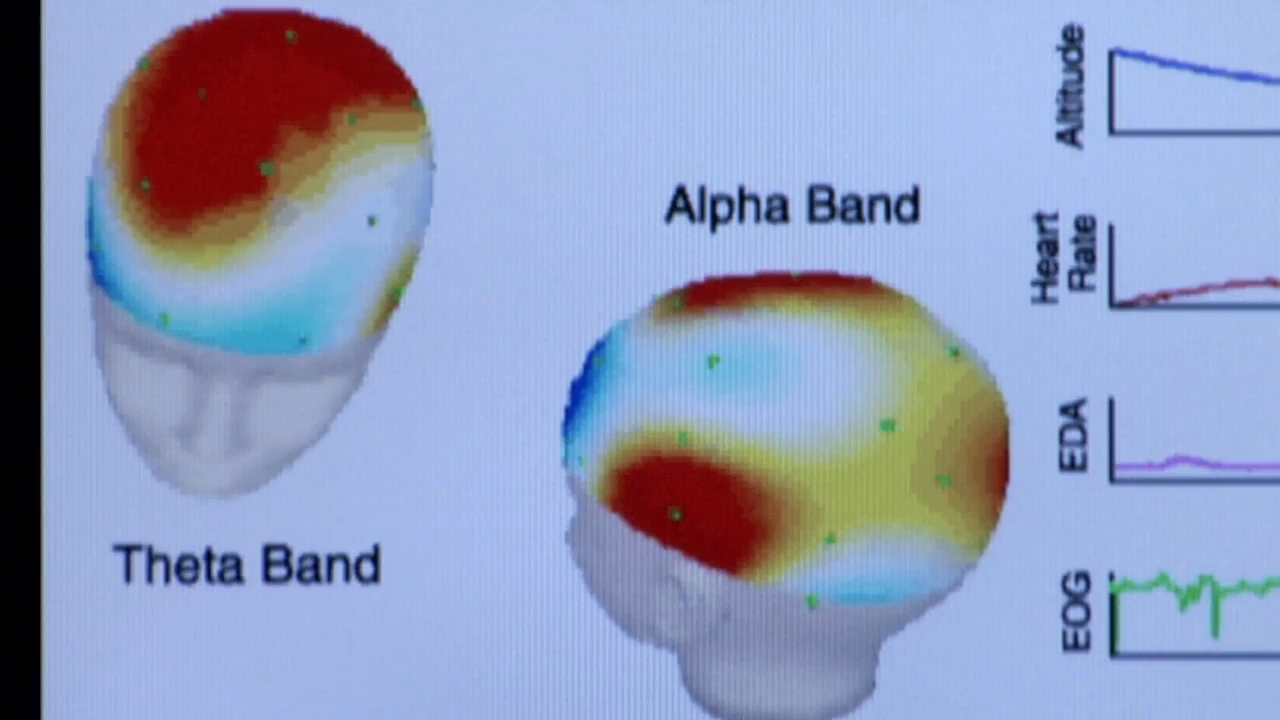 Theta Band
Alpha Band
Altitude
Heart
Rate
EDA
EOG